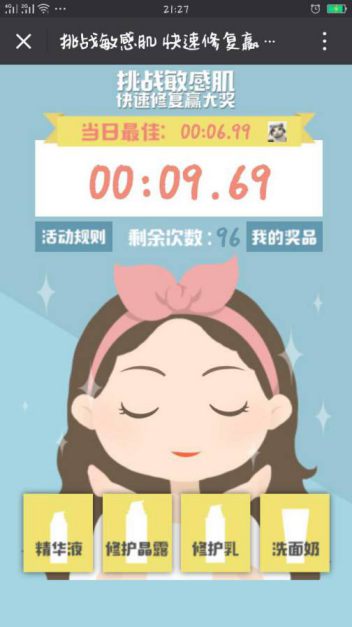 21:27
挑战敏感肌 快速修复赢…
挑战敏感肌
快速修复赢大奖
当日最佳： 00:06.99
00:09.69
活动规则 剩余次数：96 我的奖品
精华液 修护晶露 修护乳 洗面奶